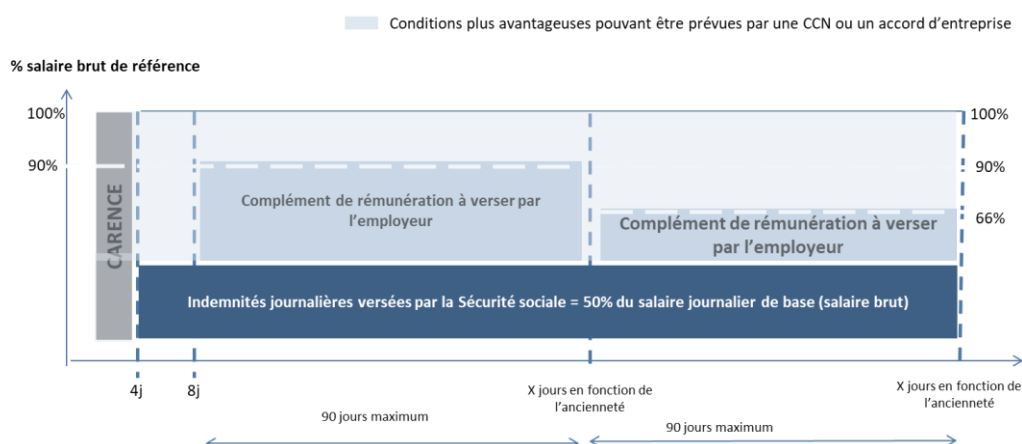 Conditions plus avantageuses pouvant être prévues par une CCN ou un accord d’entreprise
% salaire brut de référence
100%
100%
90%
90%
CARENCE
Complément de rémunération à verser par
l’employeur
66%
Complément de rémunération à verser
par l’employeur
Indemnités journalières versées par la Sécurité sociale = 50% du salaire journalier de base (salaire brut)
4j
8j
X jours en fonction de
l’ancienneté
X jours en fonction de
l’ancienneté
90 jours maximum
90 jours maximum